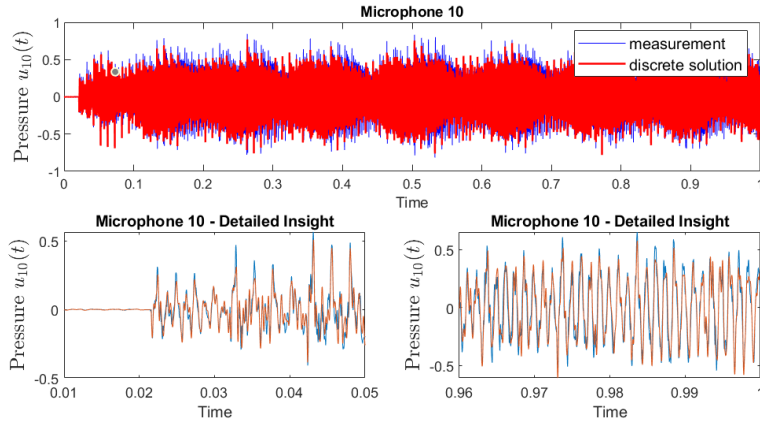 Microphone 10
Pressure u₁₀(t)
1
0.5
0
-0.5
-1
measurement
discrete solution
0 0.1 0.2 0.3 0.4 0.5 0.6 0.7 0.8 0.9 1
Time
Microphone 10 - Detailed Insight
Pressure u₁₀(t)
0.5
0
-0.5
0.01 0.02 0.03 0.04 0.05
Time
Microphone 10 - Detailed Insight
Pressure u₁₀(t)
0.5
0
-0.5
0.96 0.97 0.98 0.99 1
Time